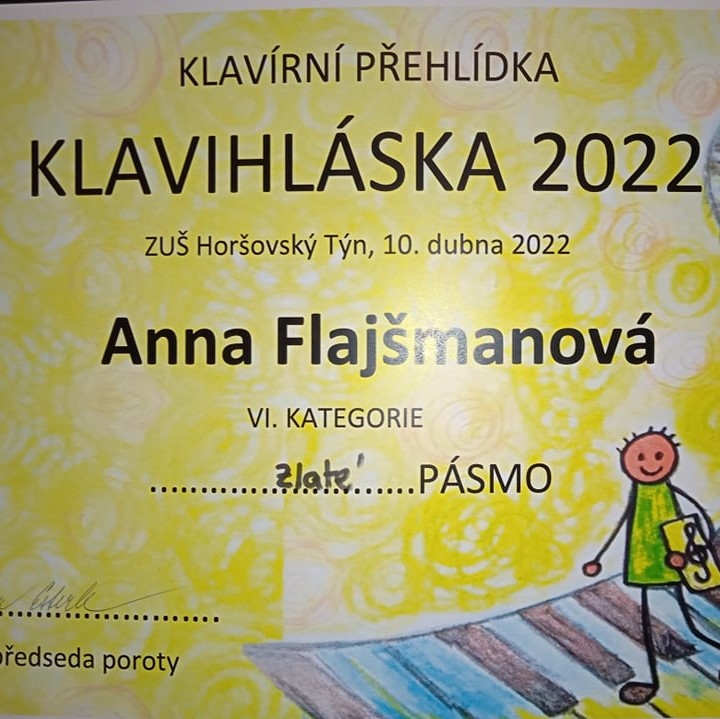 KLAVÍRNÍ PŘEHLÍDKA
KLAVIHLÁSKA 2022
ZUŠ Horšovský Týn, 10. dubna 2022
Anna Flajšmanová
VI. KATEGORIE
....................zlaté..........PÁSMO
předseda poroty